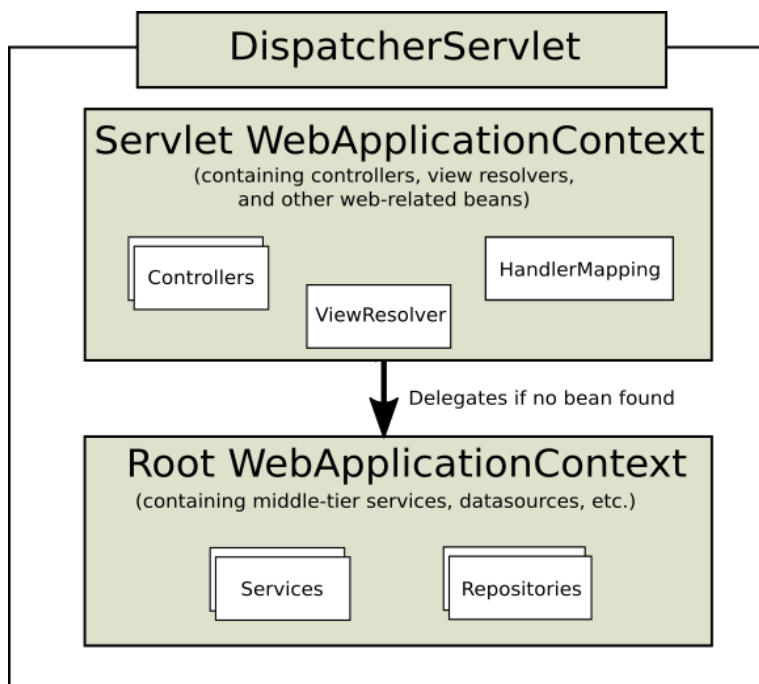 DispatcherServlet
Servlet WebApplicationContext
(containing controllers, view resolvers,
and other web-related beans)
Controllers
HandlerMapping
ViewResolver
Delegates if no bean found
Root WebApplicationContext
(containing middle-tier services, datasources, etc.)
Services
Repositories